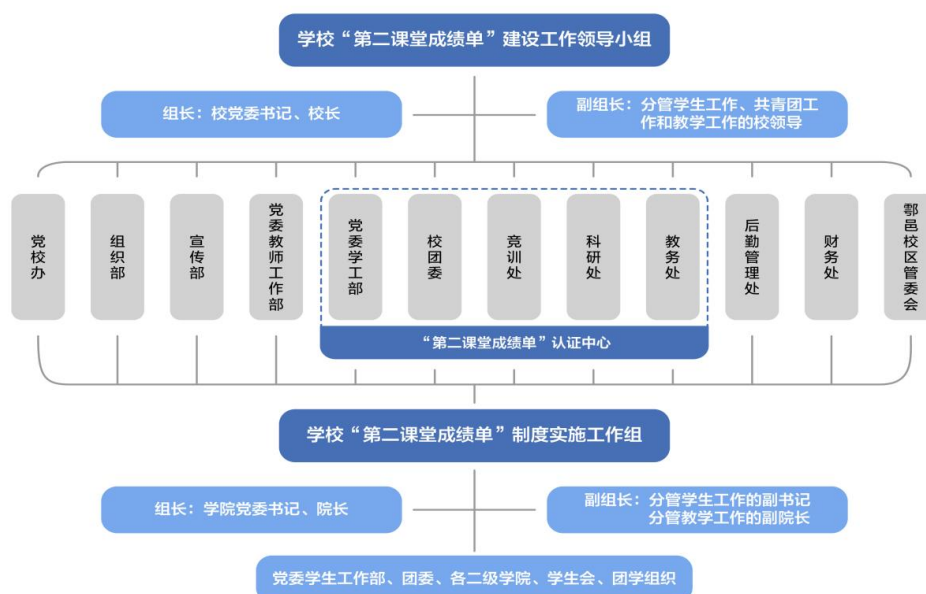 学校“第二课堂成绩单”建设工作领导小组
组长：校党委书记、校长
副组长：分管学生工作、共青团工
作和教学工作的校领导
党校办
组织部
宣传部
党委教师工作部
党委学工部
校团委
竞训处
科研处
教务处
后勤管理处
财务处
鄠邑校区管委会
“第二课堂成绩单”认证中心
学校“第二课堂成绩单”制度实施工作组
组长：学院党委书记、院长
副组长：分管学生工作的副书记
分管教学工作的副院长
党委学生工作部、团委、各二级学院、学生会、团学组织